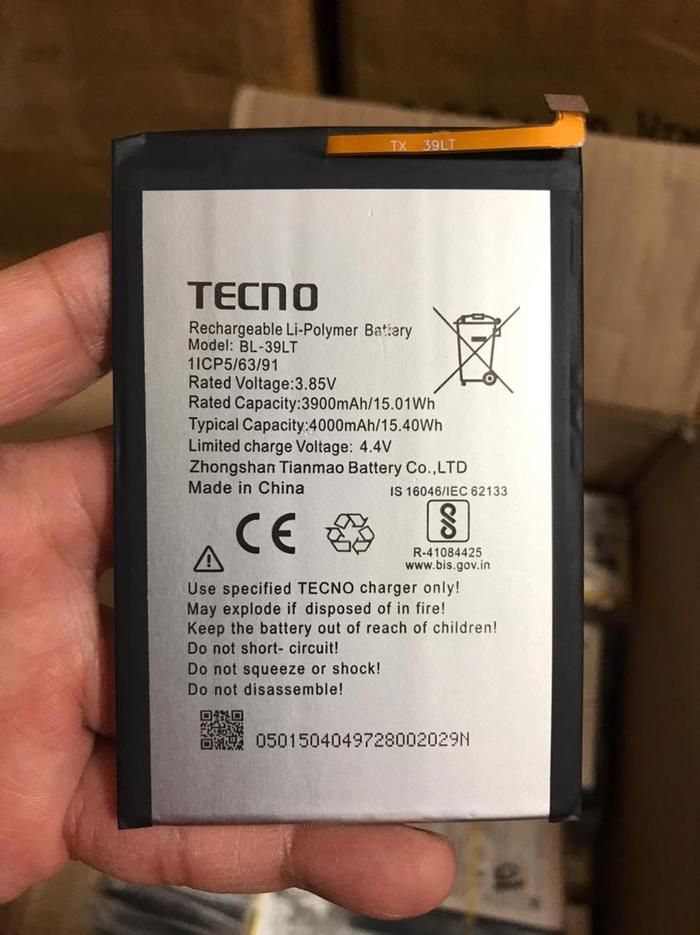 TX 39LT
TECNO
Rechargeable Li-Polymer Battery
Model: BL-39LT
1ICP5/63/91
Rated Voltage:3.85V
Rated Capacity:3900mAh/15.01Wh
Typical Capacity:4000mAh/15.40Wh
Limited charge Voltage: 4.4V
Zhongshan Tianmao Battery Co.,LTD
Made in China
IS 16046/IEC 62133
CE
R-41084425
www.bis.gov.in
Use specified TECNO charger only!
May explode if disposed of in fire!
Keep the battery out of reach of children!
Do not short- circuit!
Do not squeeze or shock!
Do not disassemble!
0501504049728002029N